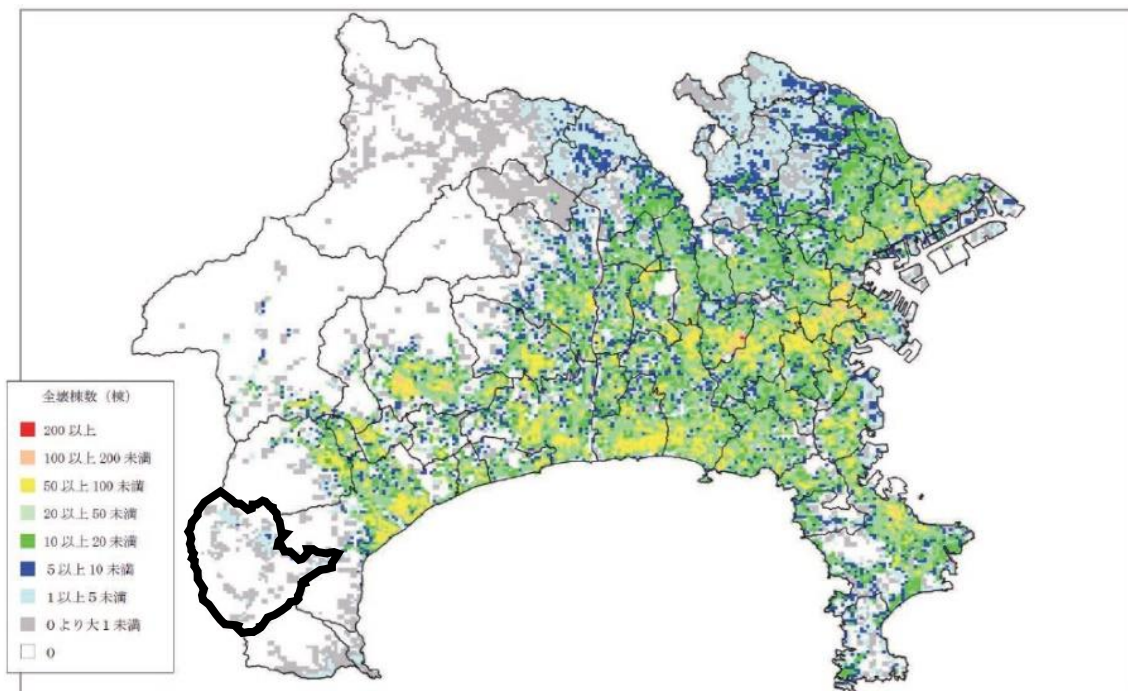 全壊棟数（棟）
200 以上
100 以上 200 未満
50 以上 100 未満
20 以上 50 未満
10 以上 20 未満
5 以上 10 未満
1 以上 5 未満
0 より大 1 未満
0